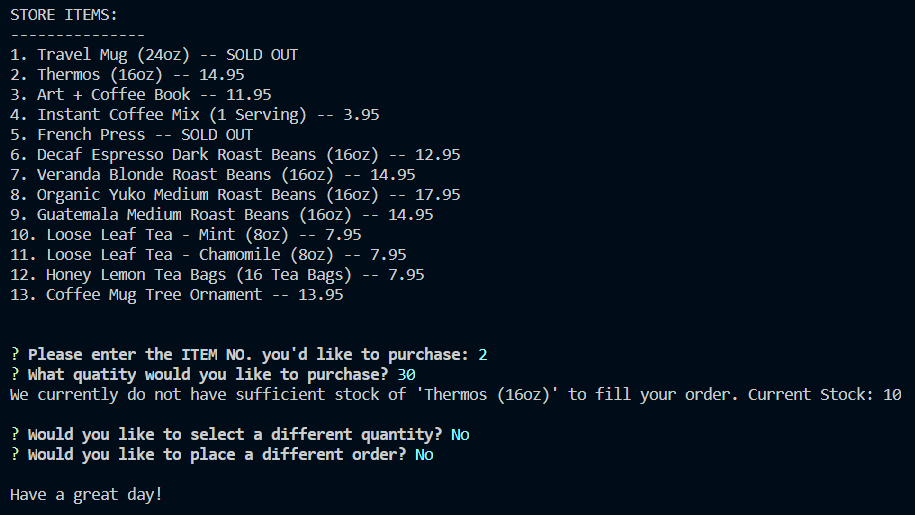 STORE ITEMS:
---------------
1. Travel Mug (24oz) -- SOLD OUT
2. Thermos (16oz) -- 14.95
3. Art + Coffee Book -- 11.95
4. Instant Coffee Mix (1 Serving) -- 3.95
5. French Press -- SOLD OUT
6. Decaf Espresso Dark Roast Beans (16oz) -- 12.95
7. Veranda Blonde Roast Beans (16oz) -- 14.95
8. Organic Yuko Medium Roast Beans (16oz) -- 17.95
9. Guatemala Medium Roast Beans (16oz) -- 14.95
10. Loose Leaf Tea - Mint (8oz) -- 7.95
11. Loose Leaf Tea - Chamomile (8oz) -- 7.95
12. Honey Lemon Tea Bags (16 Tea Bags) -- 7.95
13. Coffee Mug Tree Ornament -- 13.95
? Please enter the ITEM NO. you'd like to purchase: 2
? What quatity would you like to purchase? 30
We currently do not have sufficient stock of 'Thermos (16oz)' to fill your order. Current Stock: 10
? Would you like to select a different quantity? No
? Would you like to place a different order? No
Have a great day!